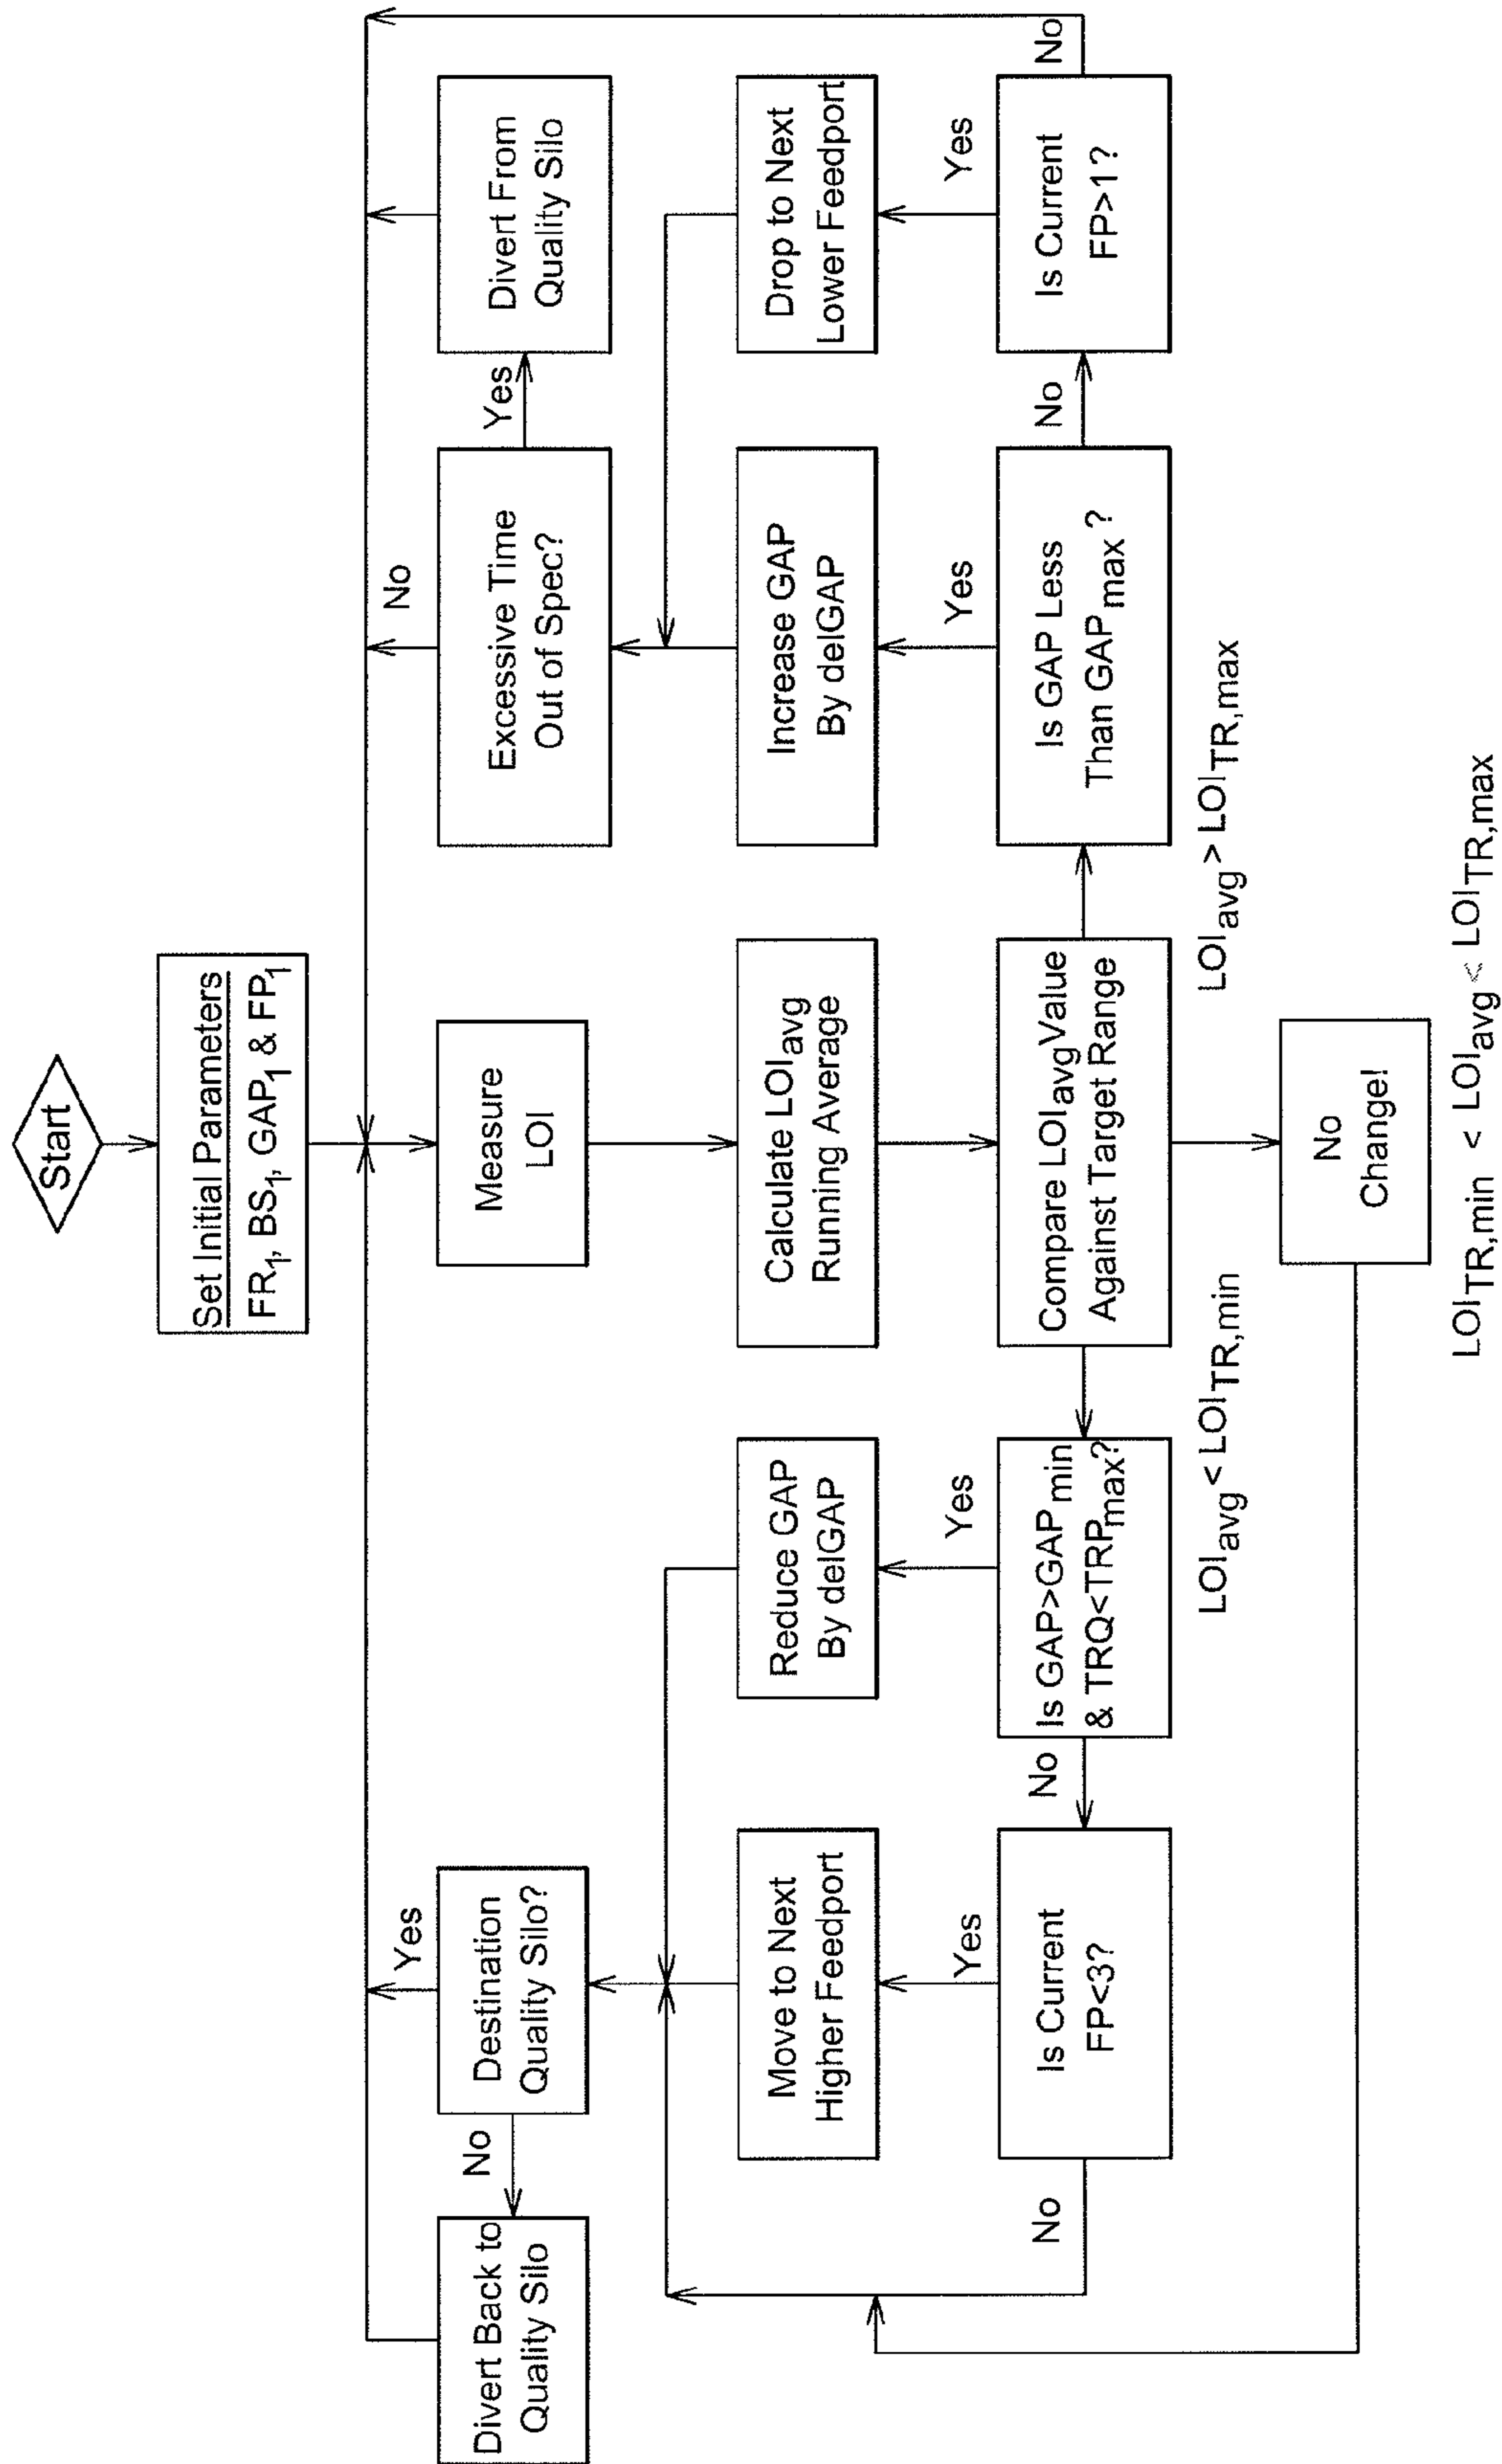 Start
Set Initial Parameters
FR1, BS1, GAP1 & FP1
Measure
LOI
Calculate LOIavg
Running Average
Compare LOIavg Value
Against Target Range
No
Change!
LOITR,min < LOIavg < LOITR,max
LOIavg < LOITR,min
Is GAP>GAPmin
& TRQ<TRPmax?
Yes
Reduce GAP
By delGAP
No
Is Current
FP<3?
Yes
Move to Next
Higher Feedport
No
Destination
Quality Silo?
Yes
No
Divert Back to
Quality Silo
LOIavg > LOITR,max
Is GAP Less
Than GAPmax?
Yes
Increase GAP
By delGAP
No
Is Current
FP>1?
Yes
Drop to Next
Lower Feedport
No
Excessive Time
Out of Spec?
No
Yes
Divert From
Quality Silo